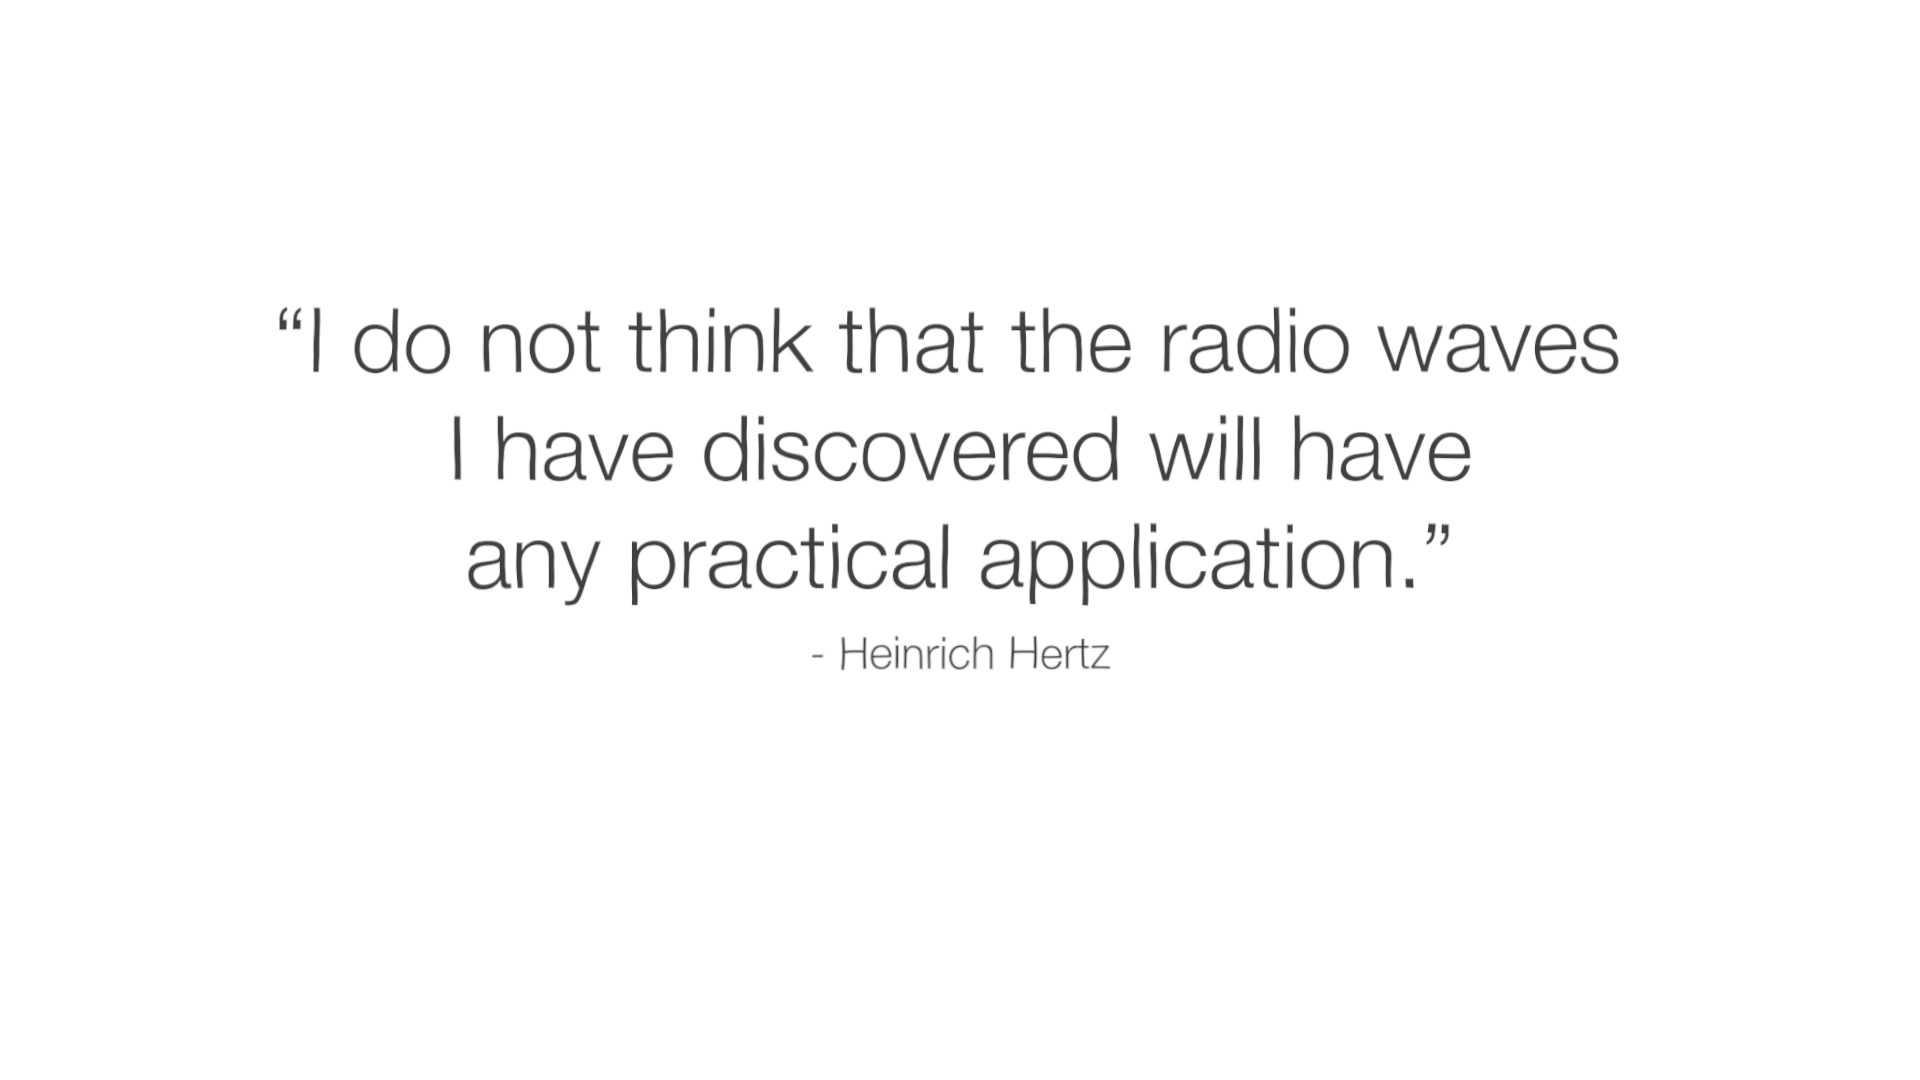 “I do not think that the radio waves
I have discovered will have
any practical application.”
- Heinrich Hertz